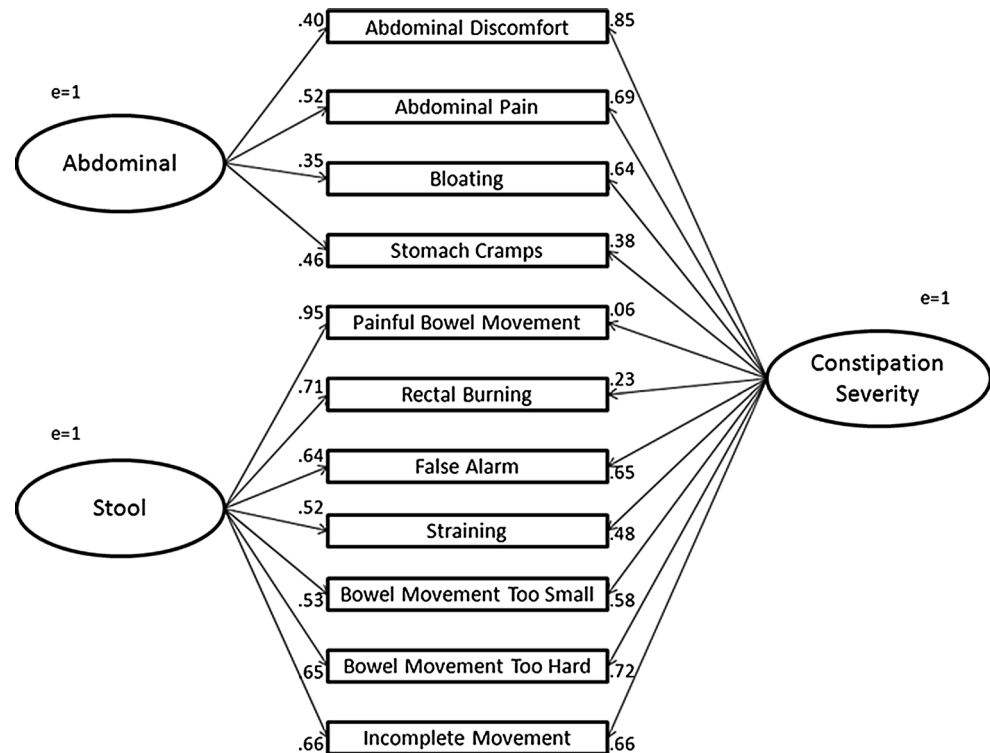 .40 Abdominal Discomfort .85
e=1
.52 Abdominal Pain .69
Abdominal
.35 Bloating .64
.46 Stomach Cramps .38
e=1
.95 Painful Bowel Movement .06
Constipation
Severity
.71 Rectal Burning .23
e=1
.64 False Alarm .65
Stool
.52 Straining .48
.53 Bowel Movement Too Small .58
.65 Bowel Movement Too Hard .72
.66 Incomplete Movement .66